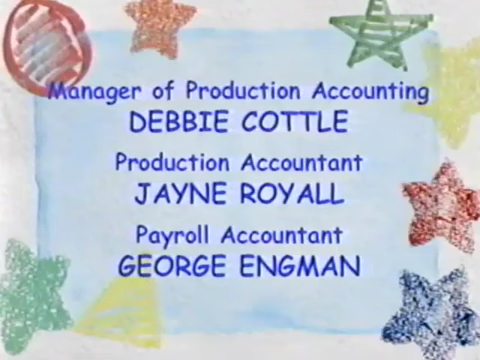 Manager of Production Accounting
DEBBIE COTTLE
Production Accountant
JAYNE ROYALL
Payroll Accountant
GEORGE ENGMAN